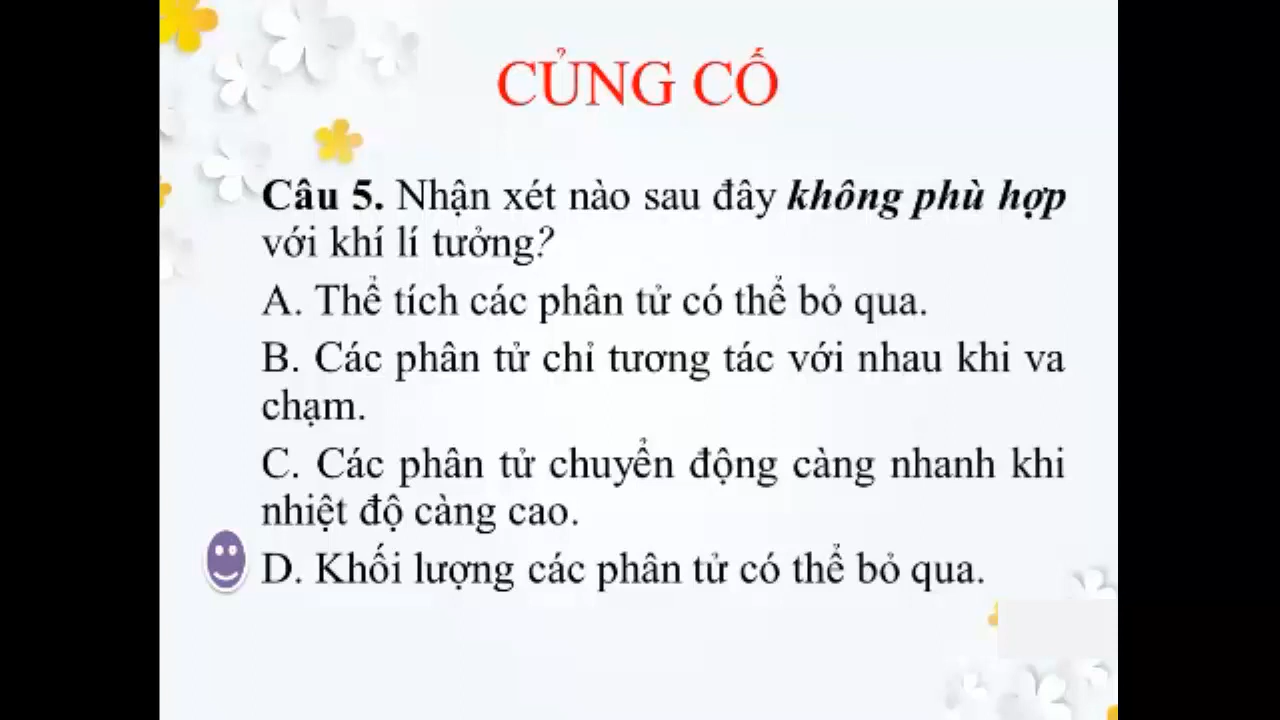 CỦNG CỐ
Câu 5. Nhận xét nào sau đây không phù hợp
với khí lí tưởng?
A. Thể tích các phân tử có thể bỏ qua.
B. Các phân tử chỉ tương tác với nhau khi va
chạm.
C. Các phân tử chuyển động càng nhanh khi
nhiệt độ càng cao.
D. Khối lượng các phân tử có thể bỏ qua.